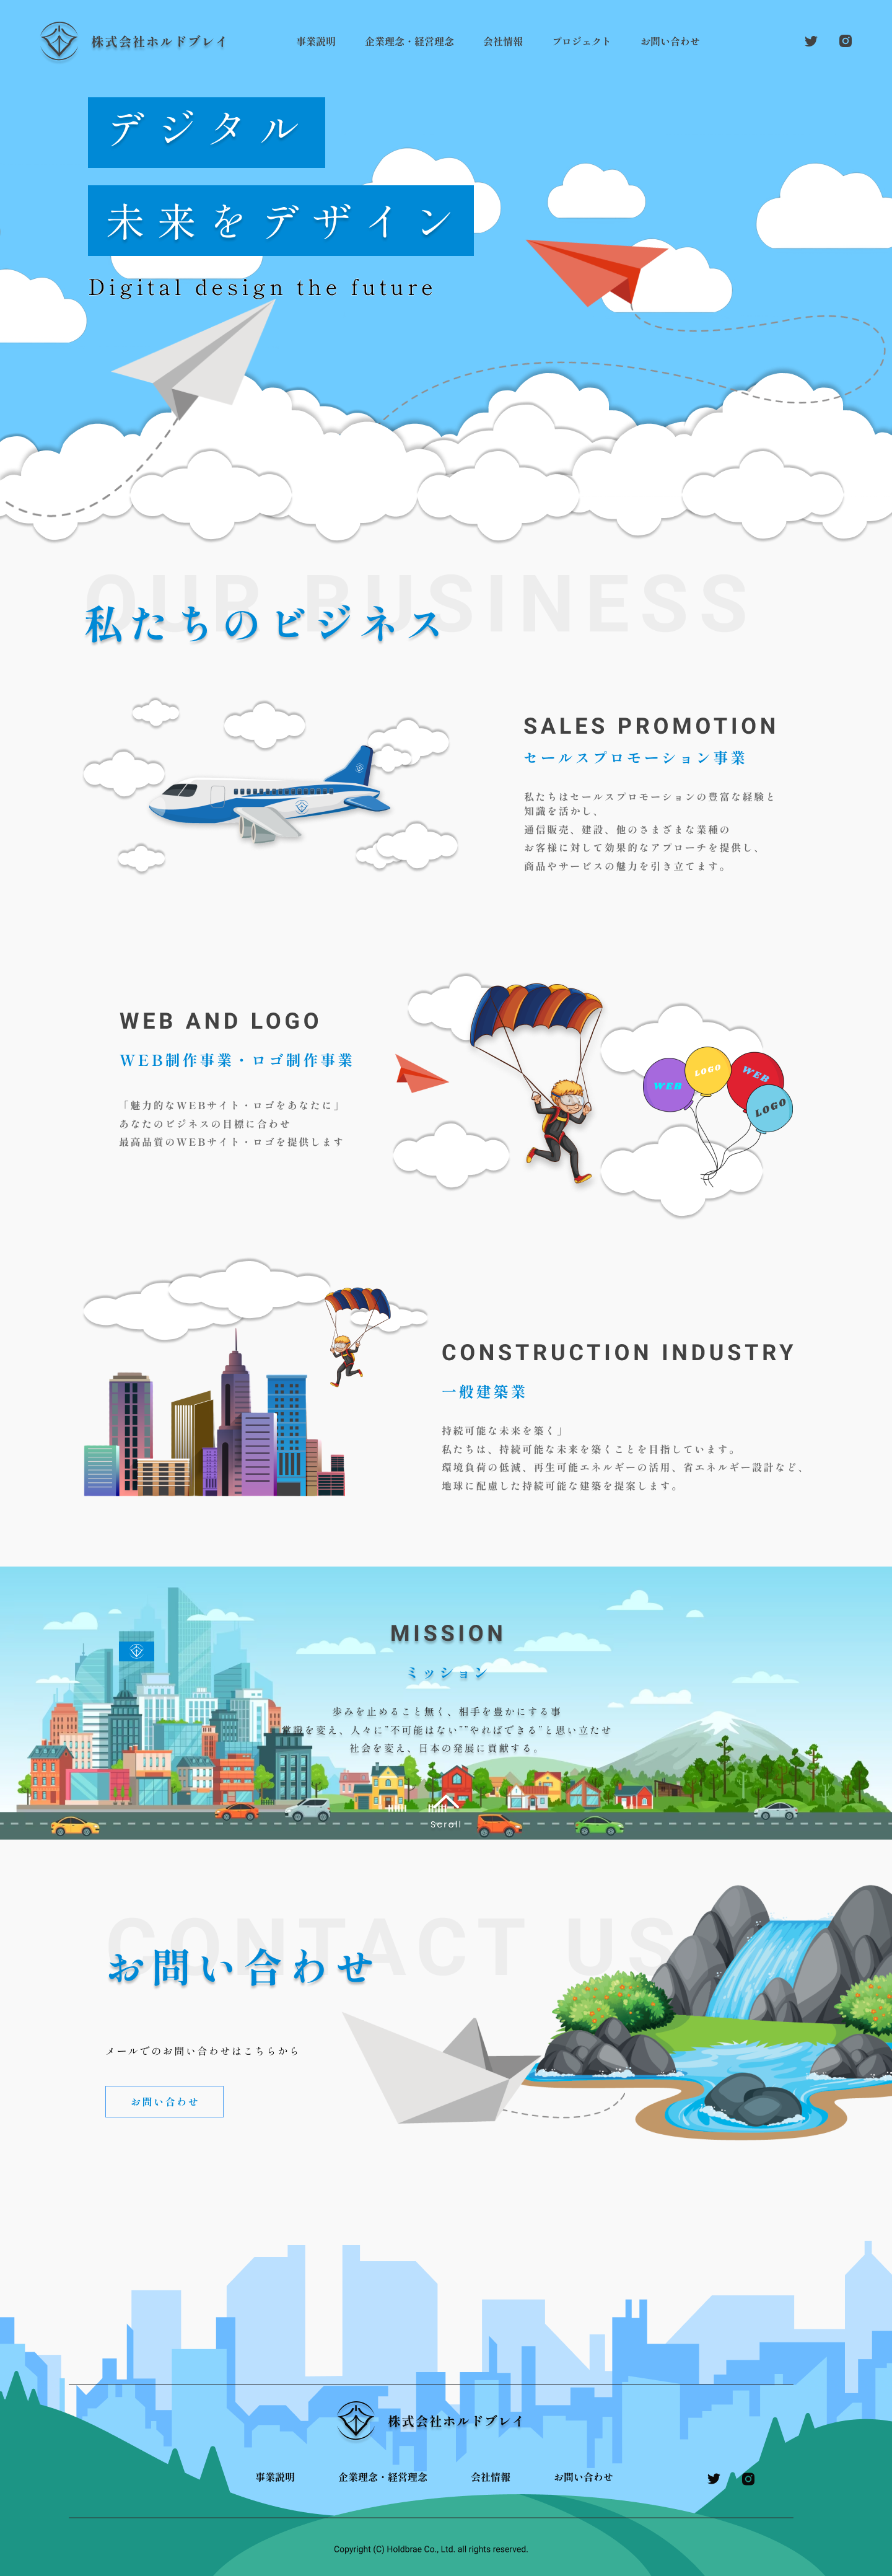 株式会社ホルドブレイ
事業説明 企業理念・経営理念 会社情報 プロジェクト お問い合わせ
デジタル
未来をデザイン
Digital design the future
OUR BUSINESS
私たちのビジネス
SALES PROMOTION
セールスプロモーション事業
私たちはセールスプロモーションの豊富な経験と
知識を活かし、
通信販売、建設、他のさまざまな業種の
お客様に対して効果的なアプローチを提供し、
商品やサービスの魅力を引き立てます。
WEB AND LOGO
WEB制作事業・ロゴ制作事業
「魅力的なWEBサイト・ロゴをあなたに」
あなたのビジネスの目標に合わせ
最高品質のWEBサイト・ロゴを提供します
WEB
LOGO
WEB
LOGO
CONSTRUCTION INDUSTRY
一般建築業
持続可能な未来を築く」
私たちは、持続可能な未来を築くことを目指しています。
環境負荷の低減、再生可能エネルギーの活用、省エネルギー設計など、
地球に配慮した持続可能な建築を提案します。
MISSION
ミッション
歩みを止めること無く、相手を豊かにする事
常識を変え、人々に”不可能はない””やればできる”と思い立たせ
社会を変え、日本の発展に貢献する。
Scroll
CONTACT US
お問い合わせ
メールでのお問い合わせはこちらから
お問い合わせ
株式会社ホルドブレイ
事業説明 企業理念・経営理念 会社情報 お問い合わせ
Copyright (C) Holdbrae Co., Ltd. all rights reserved.